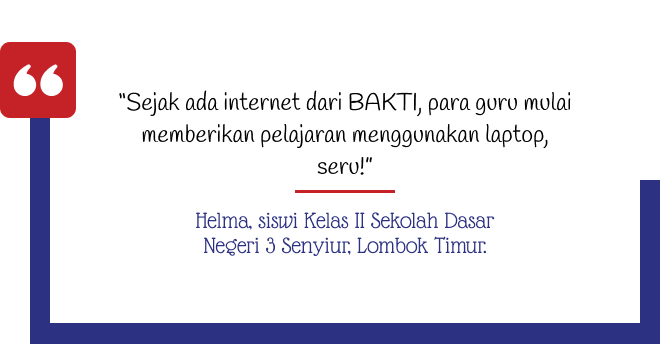 "Sejak ada internet dari BAKTI, para guru mulai
memberikan pelajaran menggunakan laptop,
seru!"
Helma, siswi Kelas II Sekolah Dasar
Negeri 3 Senyiur, Lombok Timur.